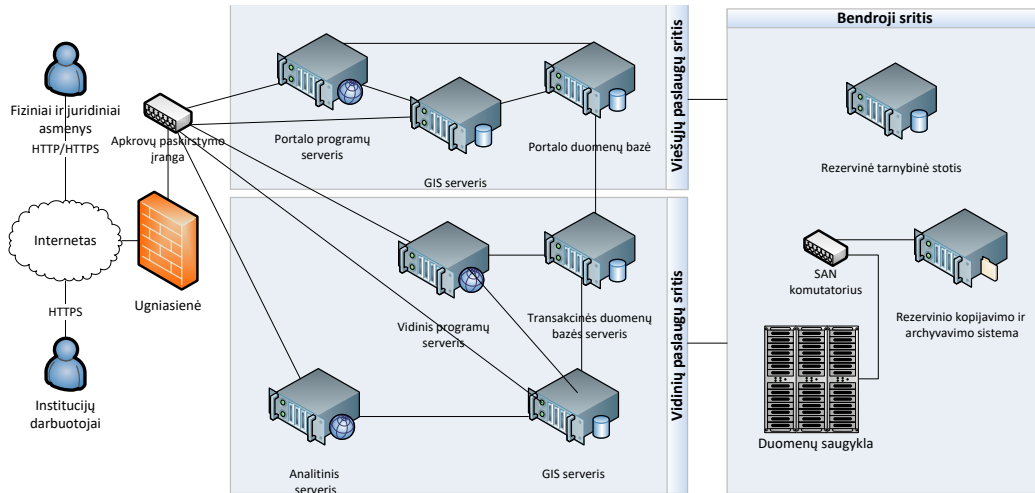 Fiziniai ir juridiniai
asmenys
HTTP/HTTPS
Internetas
HTTPS
Institucijų
darbuotojai
Apkrovų paskirstymo
įranga
Ugniasienė
Portalo programų
serveris
GIS serveris
Portalo duomenų bazė
Viešųjų paslaugų sritis
Vidinis programų
serveris
Transakcinės duomenų
bazės serveris
Analitinis
serveris
GIS serveris
Vidinių paslaugų sritis
Bendroji sritis
Rezervinė tarnybinė stotis
SAN
komutatorius
Rezervinio kopijavimo ir
archyvavimo sistema
Duomenų saugykla